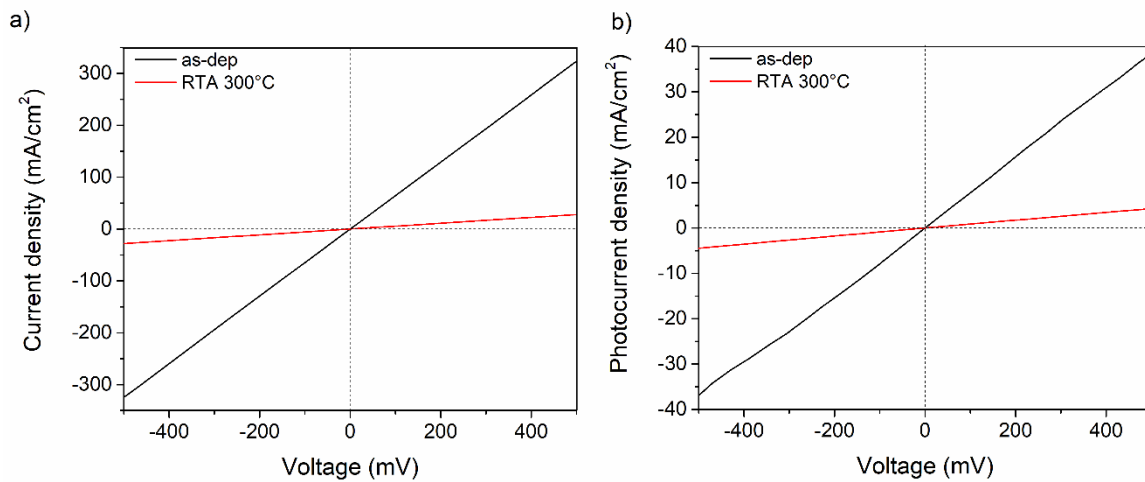 a)
as-dep
RTA 300°C
300
200
100
0
-100
-200
-300
Current density (mA/cm²)
-400
-200
0
200
400
Voltage (mV)
b)
as-dep
RTA 300°C
40
30
20
10
0
-10
-20
-30
-40
Photocurrent density (mA/cm²)
-400
-200
0
200
400
Voltage (mV)